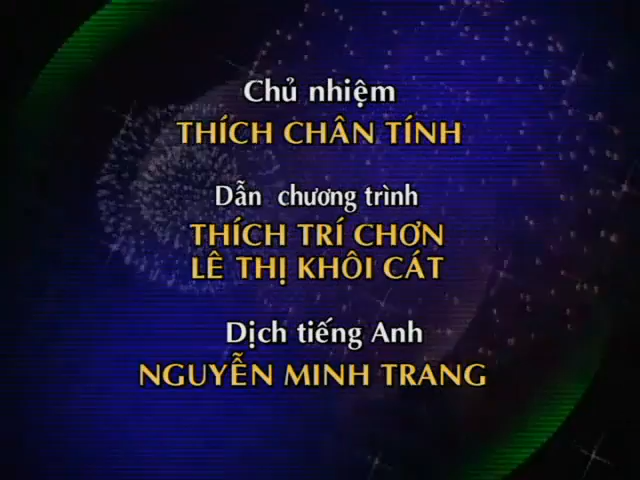 Chủ nhiệm
THÍCH CHÂN TÍNH
Dẫn chương trình
THÍCH TRÍ CHƠN
LÊ THỊ KHÔI CÁT
Dịch tiếng Anh
NGUYỄN MINH TRANG